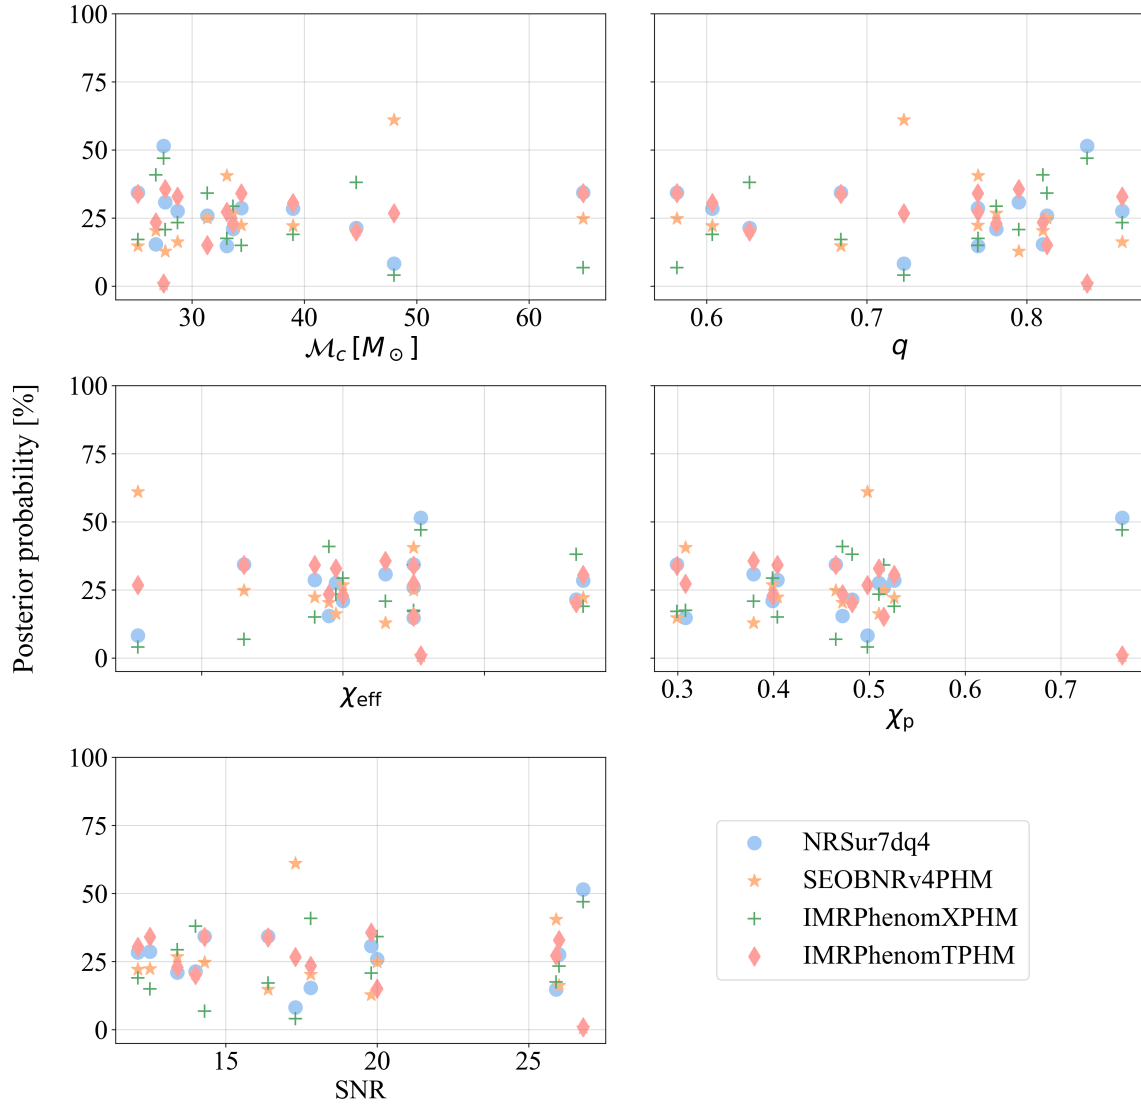 100
75
50
25
0
30 40 50 60
ℳc [M⊙]
0.6 0.7 0.8
q
Posterior probability [%]
100
75
50
25
0
χeff
0.3 0.4 0.5 0.6 0.7
χp
100
75
50
25
0
15 20 25
SNR
NRSur7dq4
SEOBNRv4PHM
IMRPhenomXPHM
IMRPhenomTPHM